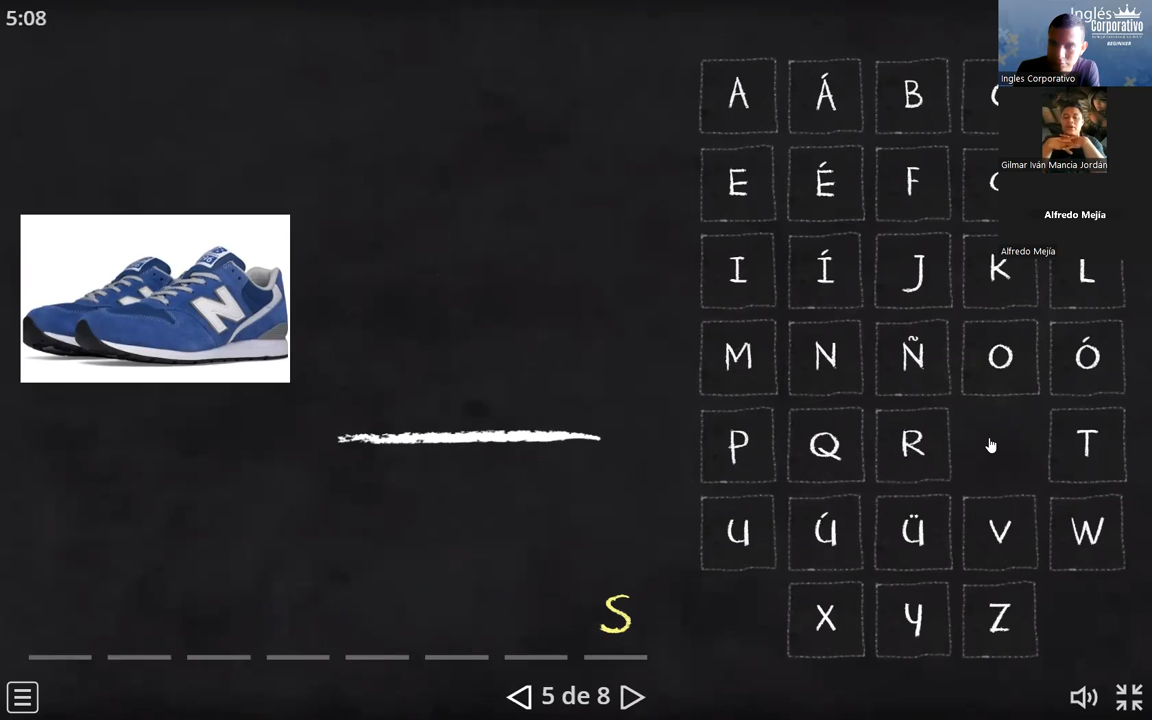 5:08
Inglés
Corporativo
BEGINNER
Ingles Corporativo
A Á B
Gilmar Iván Mancia Jordán
E É F
Alfredo Mejía
Alfredo Mejía
I Í J K L
N
M N Ñ O Ó
P Q R T
U Ú Ü V W
S
X Y Z
5 de 8